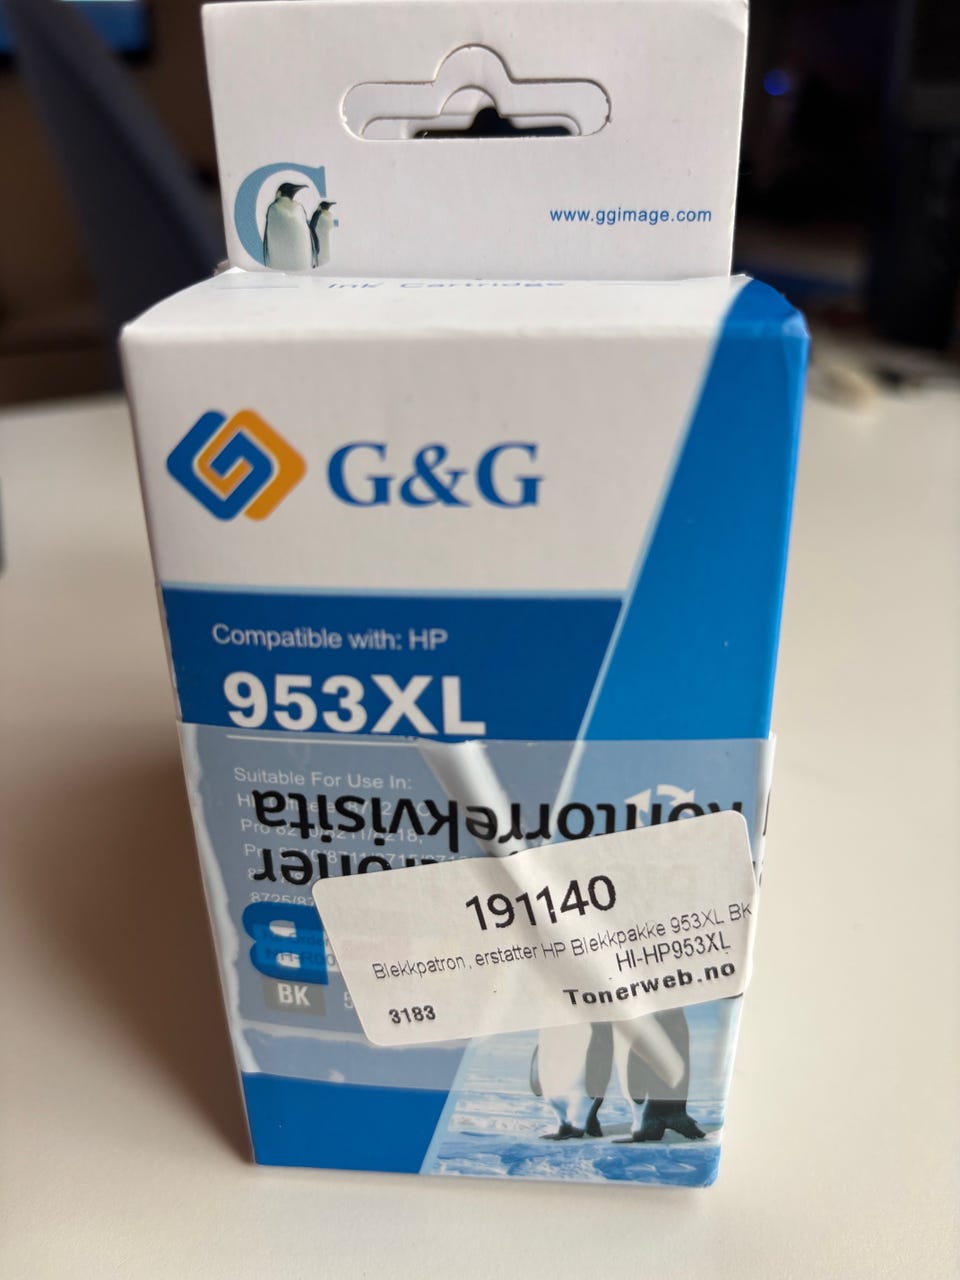 www.ggimage.com
Ink Cartridge
G&G
Compatible with: HP
953XL
Suitable For Use In:
kontorrekvisita
toner
191140
Blekkpatron, erstatter HP Blekkpakke 953XL BK
HI-HP953XL
Tonerweb.no
3183
BK